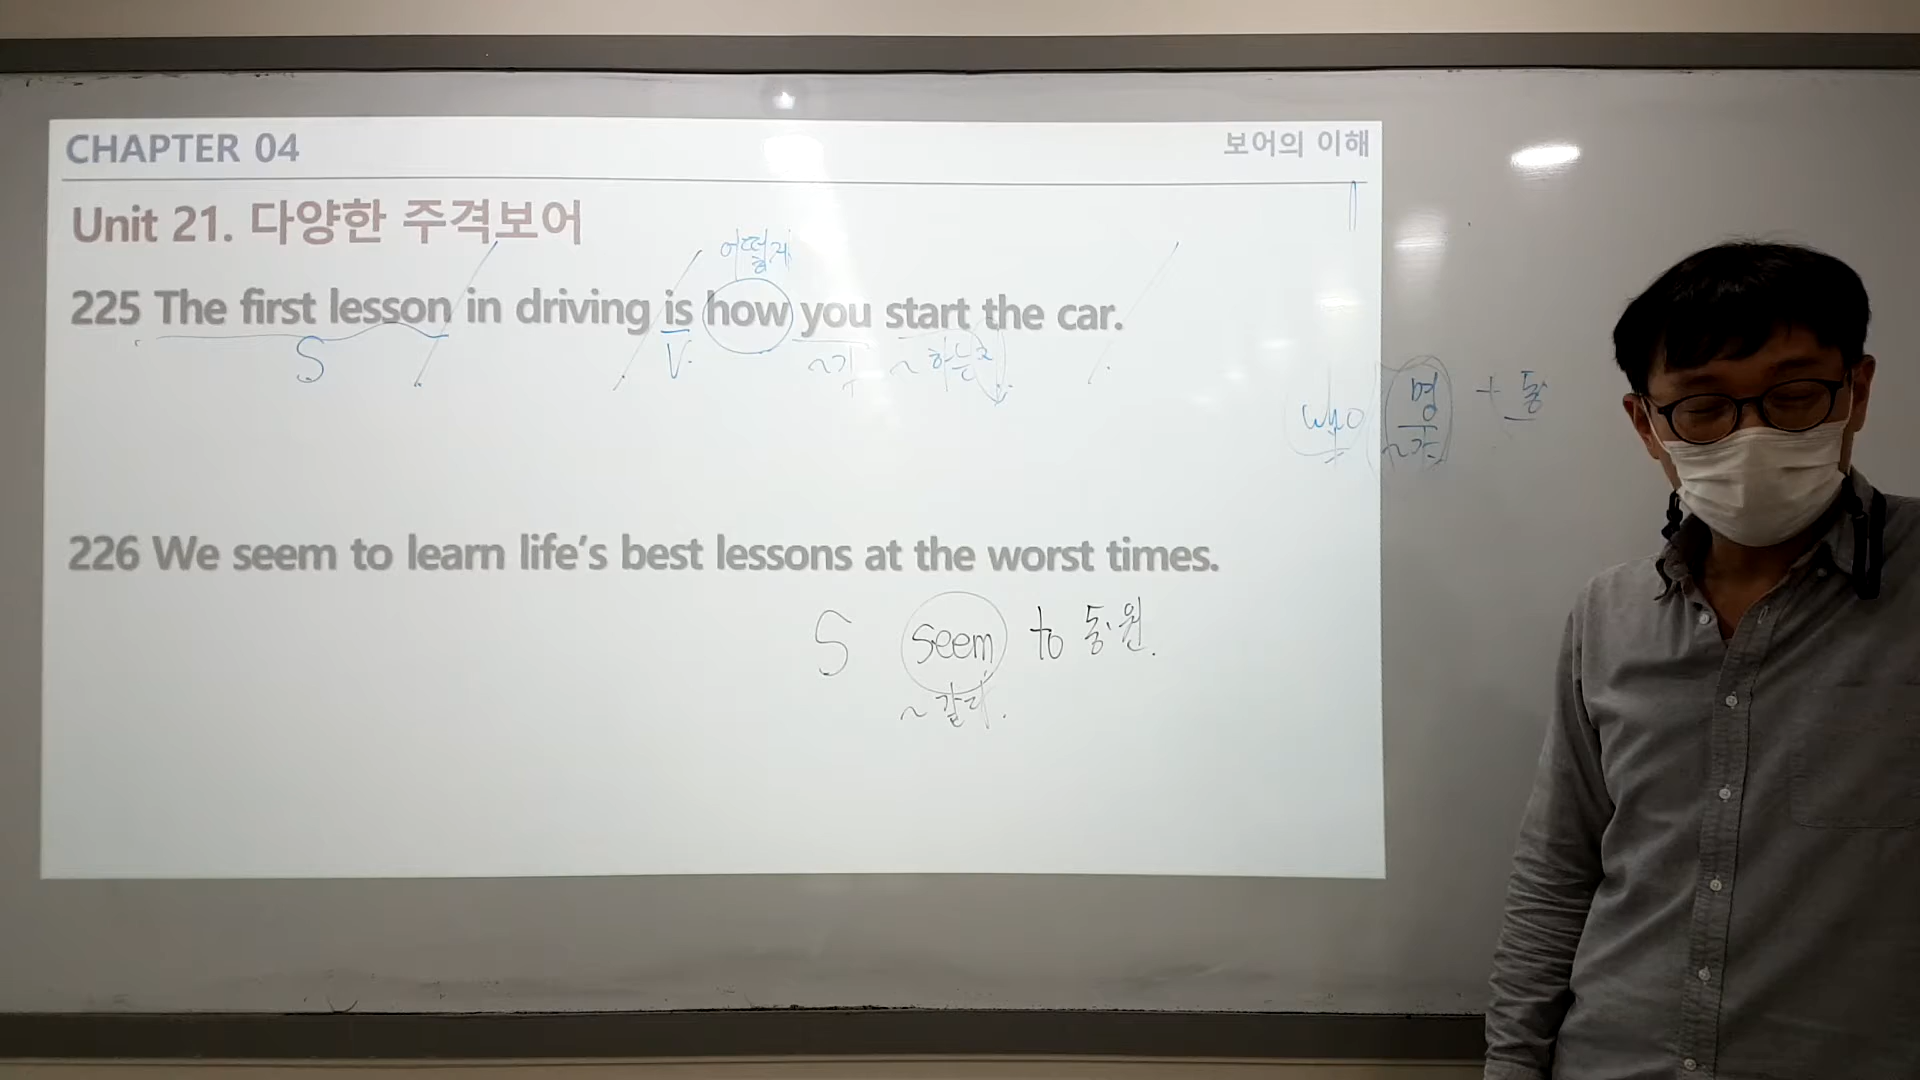 CHAPTER 04
보어의 이해
Unit 21. 다양한 주격보어
어떻게
225 The first lesson in driving is how you start the car.
S V ~가 ~하는지
who 명 + 동
~가
226 We seem to learn life's best lessons at the worst times.
S seem to 동·원.
~같다.